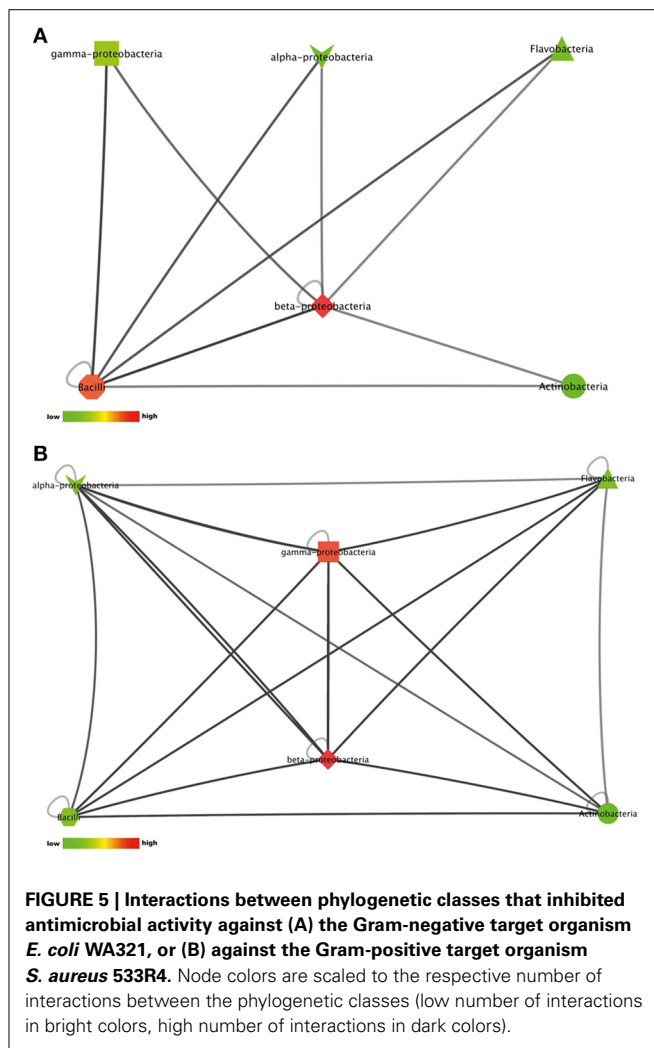 A
gamma-proteobacteria
alpha-proteobacteria
Flavobacteria
beta-proteobacteria
Bacilli
Actinobacteria
low high
B
alpha-proteobacteria
Flavobacteria
gamma-proteobacteria
beta-proteobacteria
Bacilli
Actinobacteria
low high
FIGURE 5 | Interactions between phylogenetic classes that inhibited
antimicrobial activity against (A) the Gram-negative target organism
E. coli WA321, or (B) against the Gram-positive target organism
S. aureus 533R4. Node colors are scaled to the respective number of
interactions between the phylogenetic classes (low number of interactions
in bright colors, high number of interactions in dark colors).